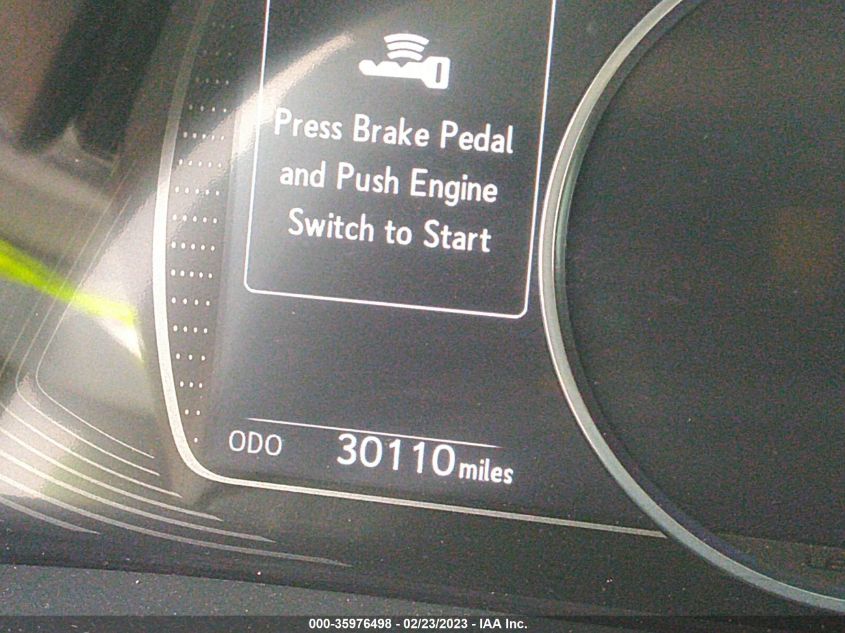 Press Brake Pedal
and Push Engine
Switch to Start
ODO 30110 miles
000-35976498 - 02/23/2023 - IAA Inc.